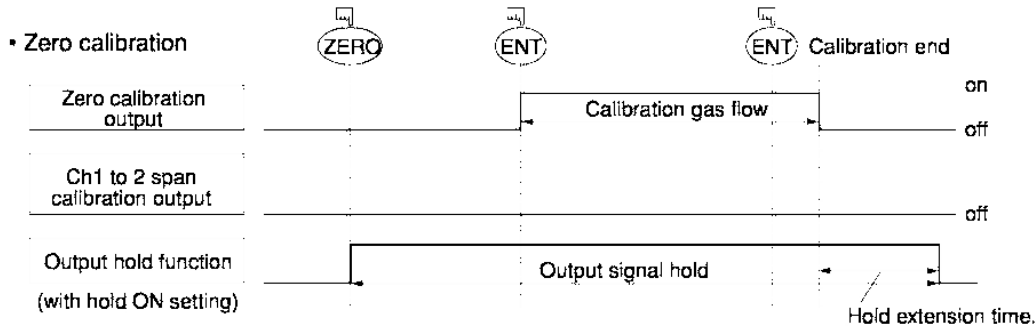 • Zero calibration
ZERO
ENT
ENT
Calibration end
Zero calibration
output
Calibration gas flow
on
off
Ch1 to 2 span
calibration output
off
Output hold function
(with hold ON setting)
Output signal hold
Hold extension time.